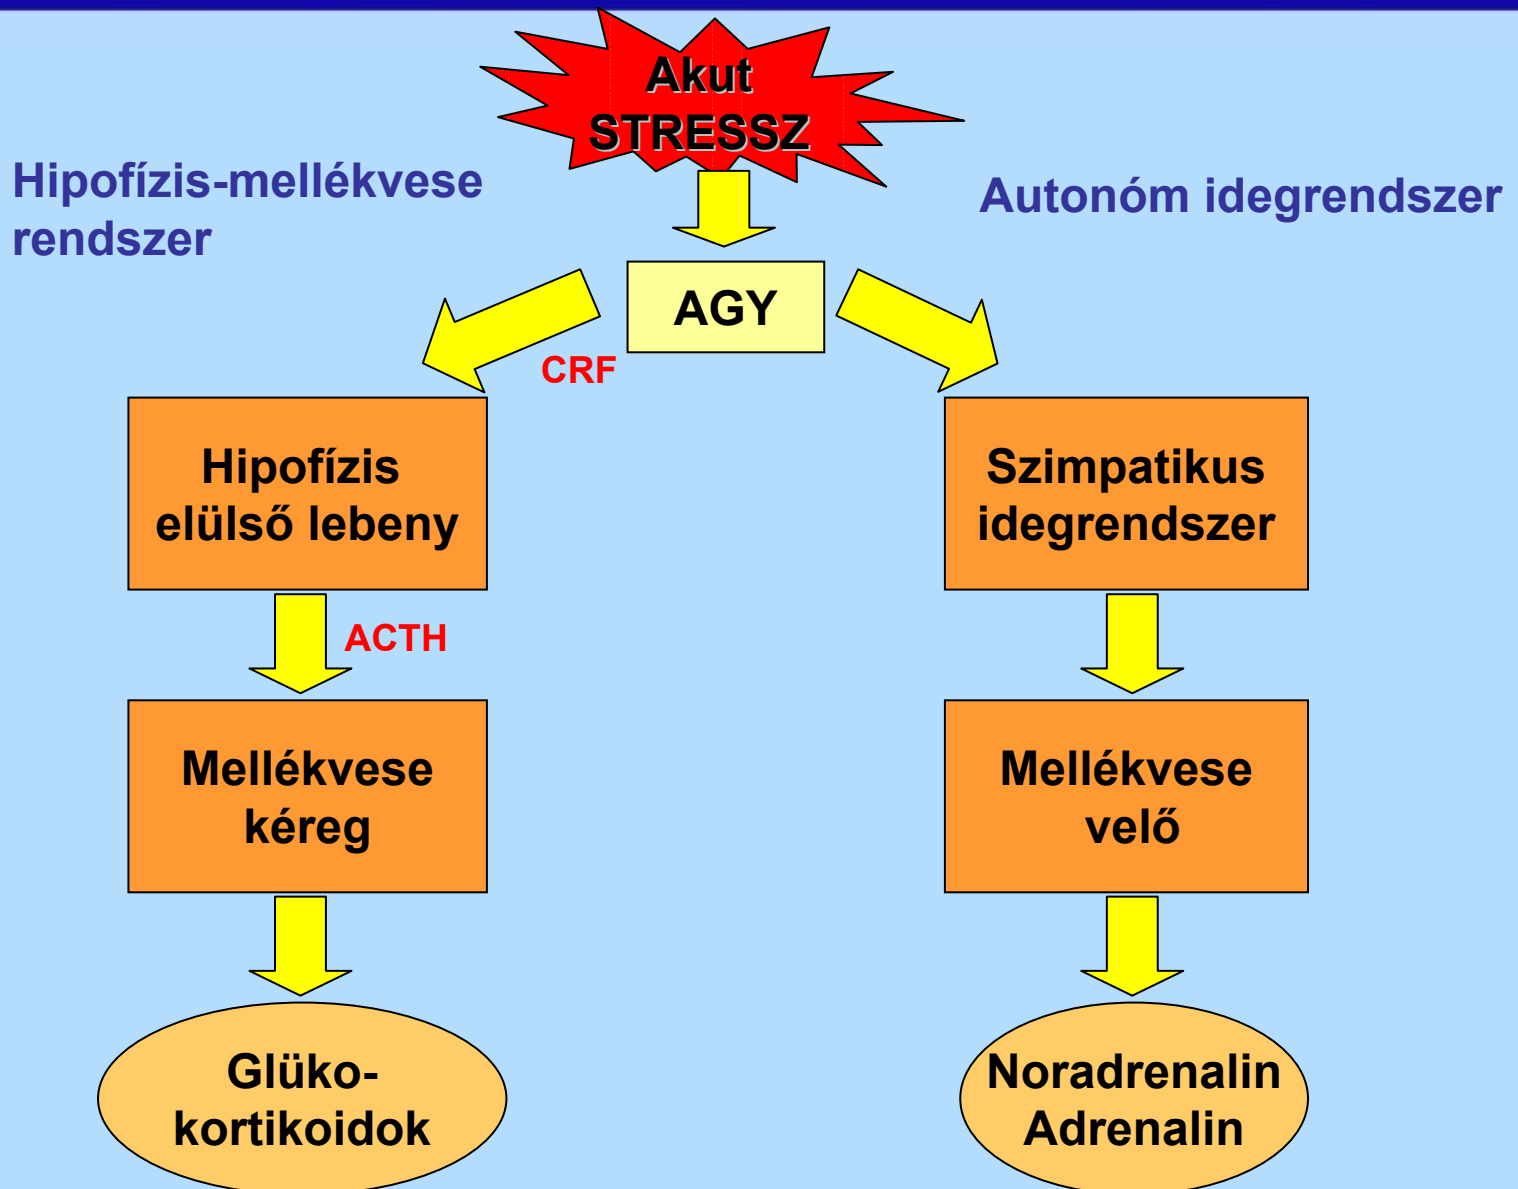 Akut
STRESSZ
Hipofízis-mellékvese
rendszer
Autonóm idegrendszer
AGY
CRF
Hipofízis
elülső lebeny
Szimpatikus
idegrendszer
ACTH
Mellékvese
kéreg
Mellékvese
velő
Glüko-
kortikoidok
Noradrenalin
Adrenalin